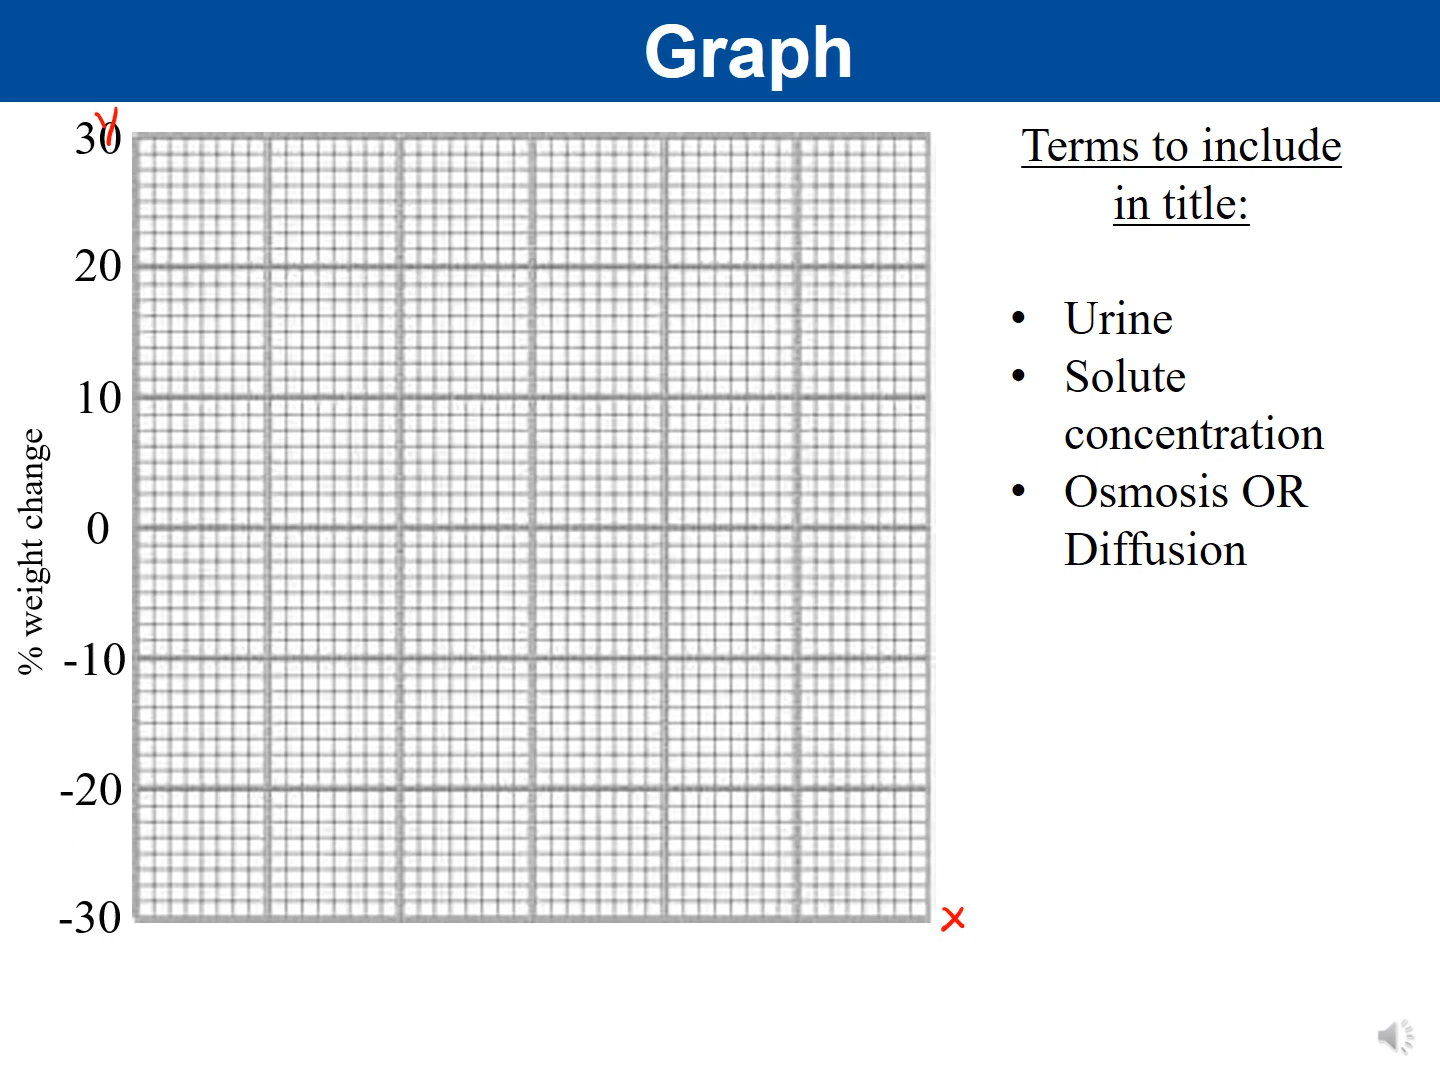 Graph
Y
30
20
10
0
-10
-20
-30
% weight change
X
Terms to include
in title:
• Urine
• Solute
concentration
• Osmosis OR
Diffusion